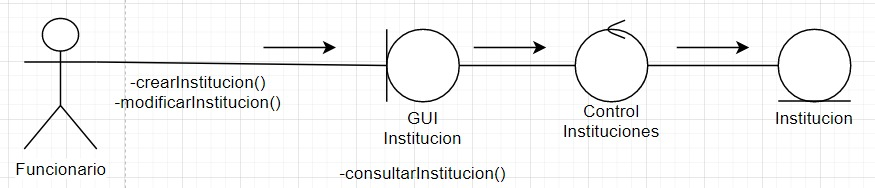 -crearInstitucion()
-modificarInstitucion()
Funcionario
GUI
Institucion
-consultarInstitucion()
Control
Instituciones
Institucion